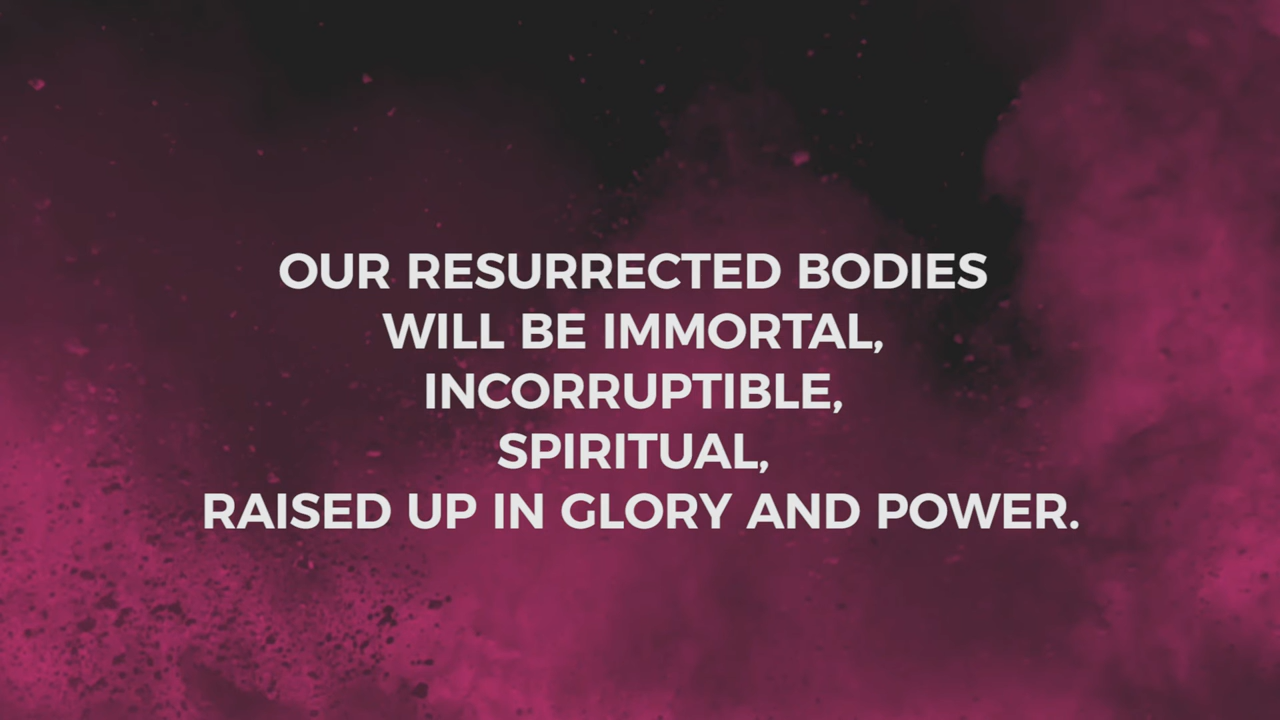 OUR RESURRECTED BODIES
WILL BE IMMORTAL,
INCORRUPTIBLE,
SPIRITUAL,
RAISED UP IN GLORY AND POWER.